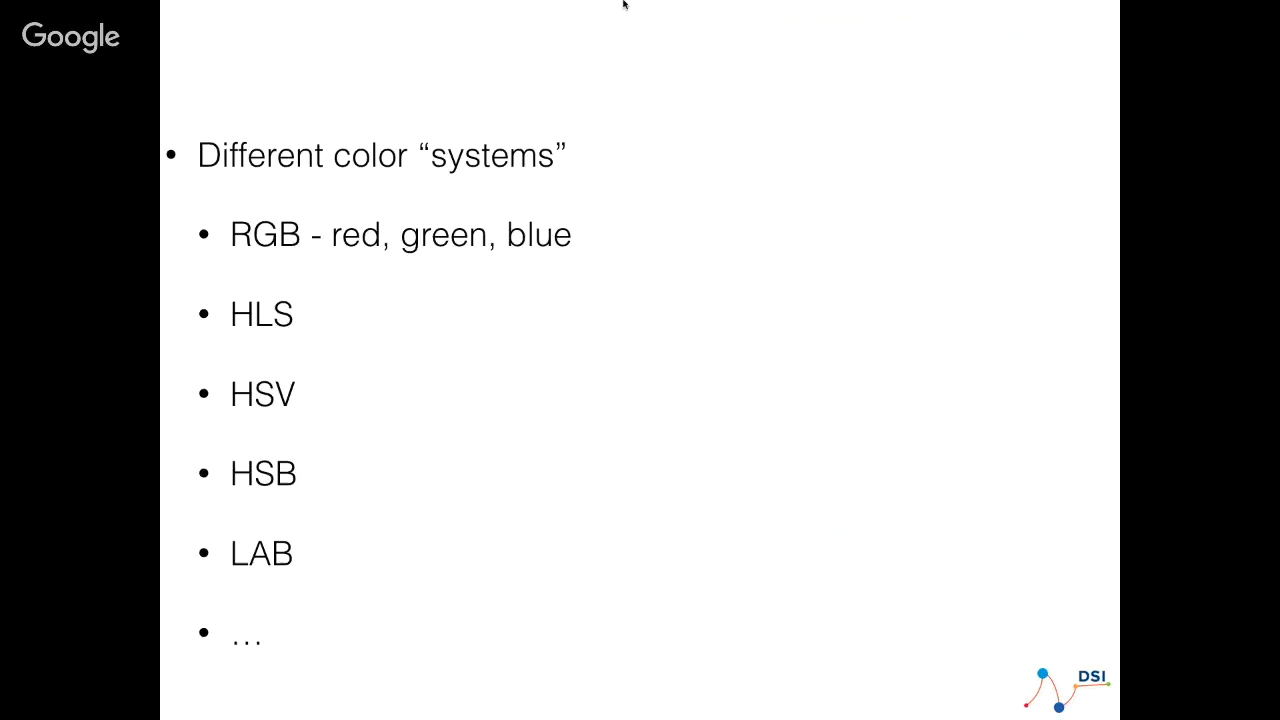 Google
• Different color “systems”
• RGB - red, green, blue
• HLS
• HSV
• HSB
• LAB
• …
DSI